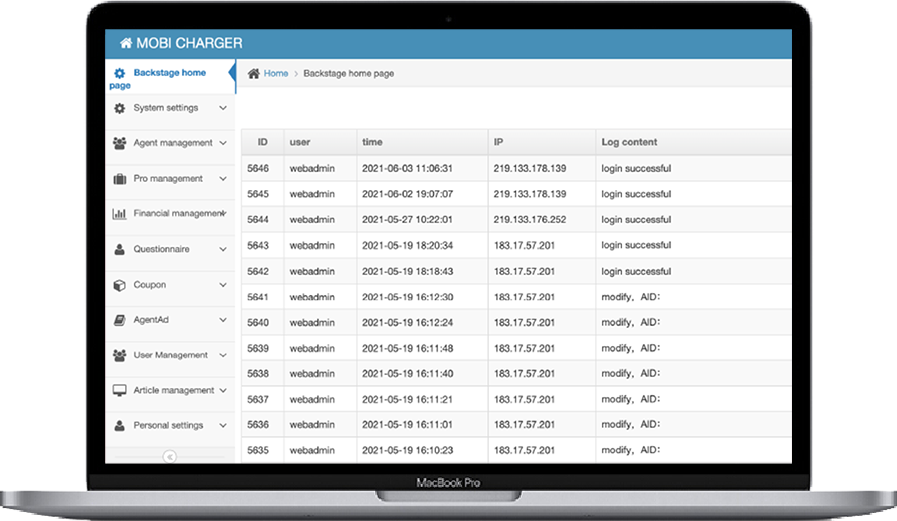 MOBI CHARGER
Backstage home
page
System settings
Agent management
Pro management
Financial management
Questionnaire
Coupon
AgentAd
User Management
Article management
Personal settings
Home > Backstage home page
ID user time IP Log content
5646 webadmin 2021-06-03 11:06:31 219.133.178.139 login successful
5645 webadmin 2021-06-02 19:07:07 219.133.178.139 login successful
5644 webadmin 2021-05-27 10:22:01 219.133.176.252 login successful
5643 webadmin 2021-05-19 18:20:34 183.17.57.201 login successful
5642 webadmin 2021-05-19 18:18:43 183.17.57.201 login successful
5641 webadmin 2021-05-19 16:12:30 183.17.57.201 modify，AID：
5640 webadmin 2021-05-19 16:12:24 183.17.57.201 modify，AID：
5639 webadmin 2021-05-19 16:11:48 183.17.57.201 modify，AID：
5638 webadmin 2021-05-19 16:11:40 183.17.57.201 modify，AID：
5637 webadmin 2021-05-19 16:11:21 183.17.57.201 modify，AID：
5636 webadmin 2021-05-19 16:11:01 183.17.57.201 modify，AID：
5635 webadmin 2021-05-19 16:10:23 183.17.57.201 modify，AID：
MacBook Pro